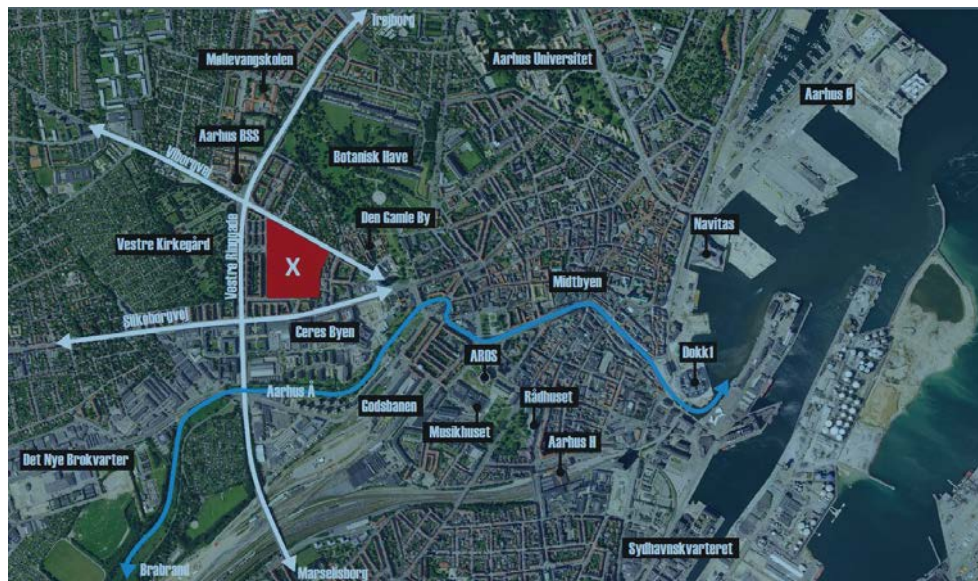 Trøjborg
Møllevangskolen
Aarhus Universitet
Aarhus Ø
Aarhus BSS
Viborgvej
Botanisk Have
Den Gamle By
Navitas
Vestre Kirkegård
Vestre Ringgade
X
Midtbyen
Silkeborgvej
Ceres Byen
ARoS
Dokk1
Aarhus Å
Godsbanen
Rådhuset
Musikhuset
Aarhus H
Det Nye Brokvarter
Sydhavnskvarteret
Brabrand
Marselisborg